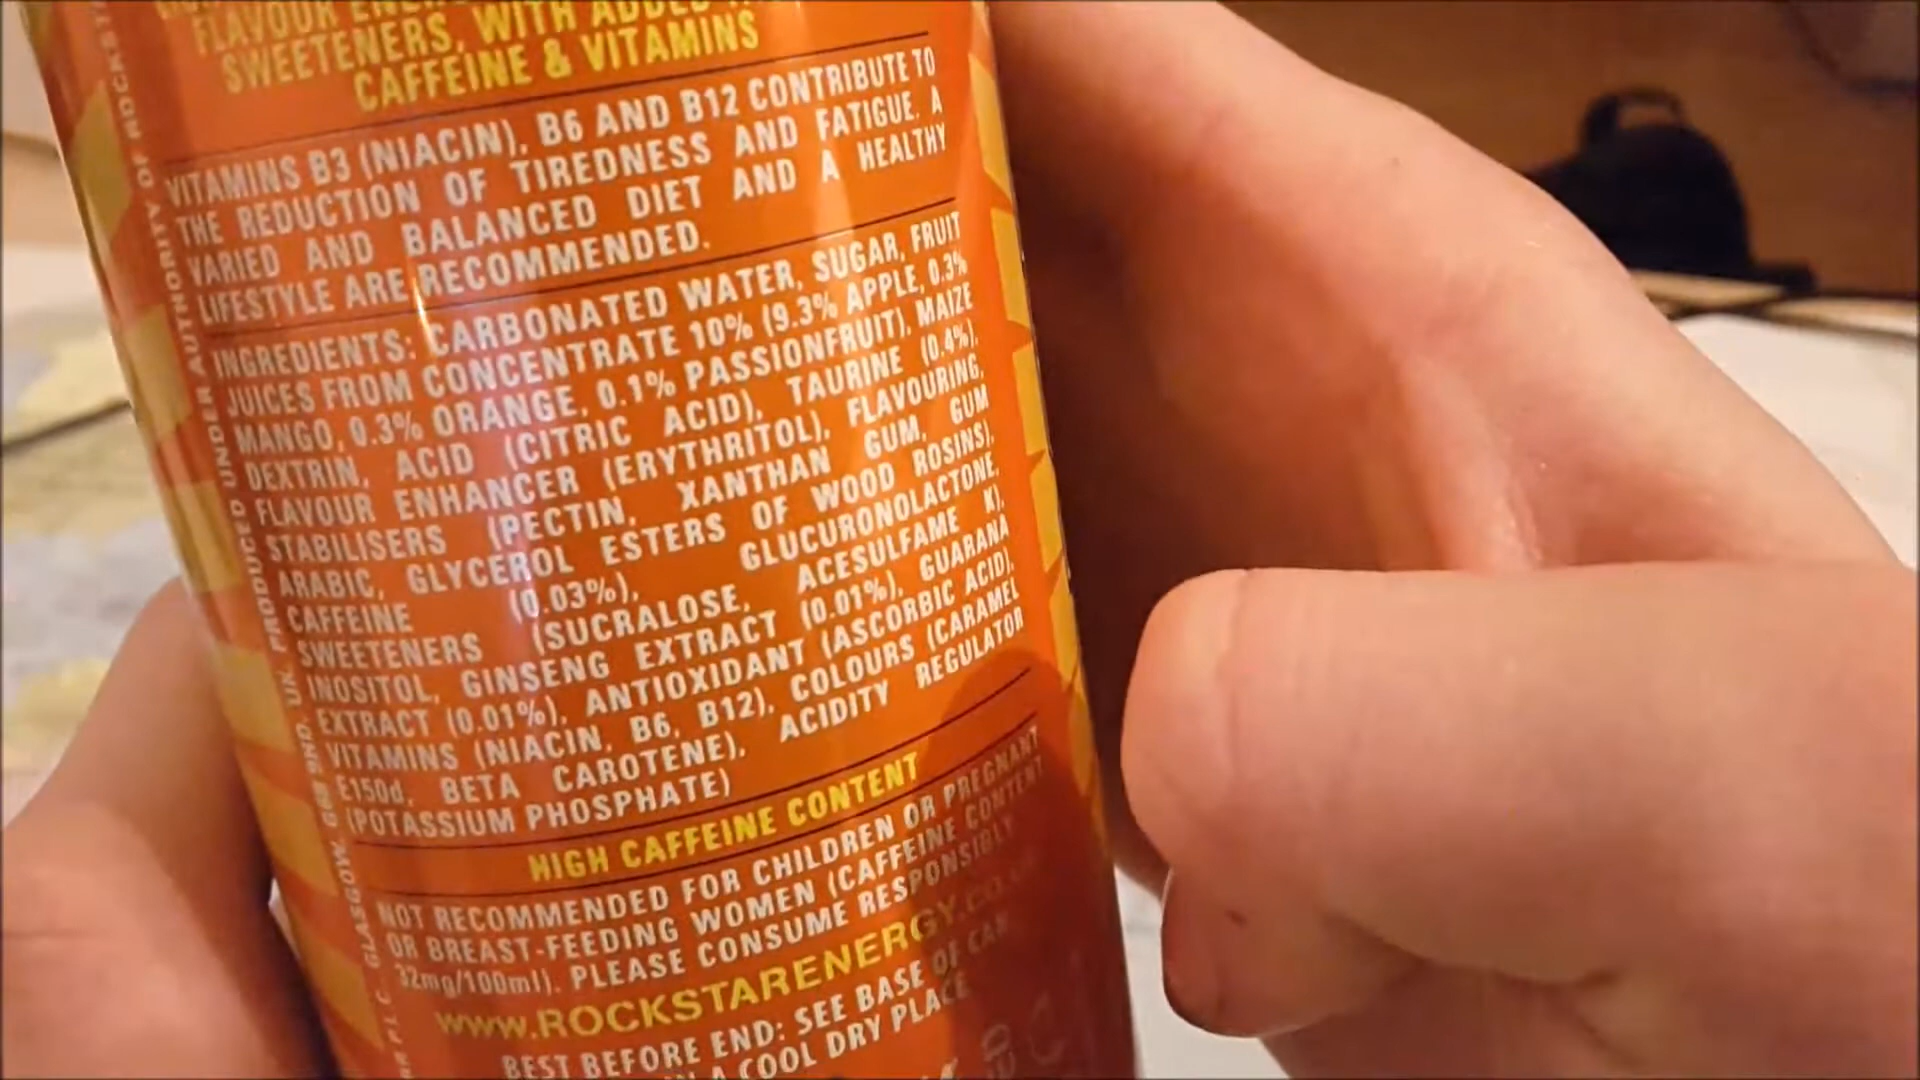 FLAVOUR
SWEETENERS, WITH ADDED
CAFFEINE & VITAMINS
VITAMINS B3 (NIACIN), B6 AND B12 CONTRIBUTE TO
THE REDUCTION OF TIREDNESS AND FATIGUE. A
VARIED AND BALANCED DIET AND A HEALTHY
LIFESTYLE ARE RECOMMENDED.
INGREDIENTS: CARBONATED WATER, SUGAR, FRUIT
JUICES FROM CONCENTRATE 10% (9.3% APPLE, 0.3%
MANGO, 0.3% ORANGE, 0.1% PASSIONFRUIT), MAIZE
DEXTRIN, ACID (CITRIC ACID), TAURINE (0.4%),
FLAVOUR ENHANCER (ERYTHRITOL), FLAVOURING,
STABILISERS (PECTIN, XANTHAN GUM, GUM
ARABIC, GLYCEROL ESTERS OF WOOD ROSINS),
CAFFEINE (0.03%), GLUCURONOLACTONE,
SWEETENERS (SUCRALOSE, ACESULFAME K),
INOSITOL, GINSENG EXTRACT (0.01%), GUARANA
EXTRACT (0.01%), ANTIOXIDANT (ASCORBIC ACID),
VITAMINS (NIACIN, B6, B12), COLOURS (CARAMEL
E150d, BETA CAROTENE), ACIDITY REGULATOR
(POTASSIUM PHOSPHATE)
HIGH CAFFEINE CONTENT
NOT RECOMMENDED FOR CHILDREN OR PREGNANT
OR BREAST-FEEDING WOMEN (CAFFEINE CONTENT
32mg/100ml). PLEASE CONSUME RESPONSIBLY
www.ROCKSTARENERGY.CO.UK
BEST BEFORE END: SEE BASE OF CAN
A COOL DRY PLACE
P.L.C. GLASGOW, G69 UK. PRODUCED UNDER AUTHORITY OF ROCKSTAR